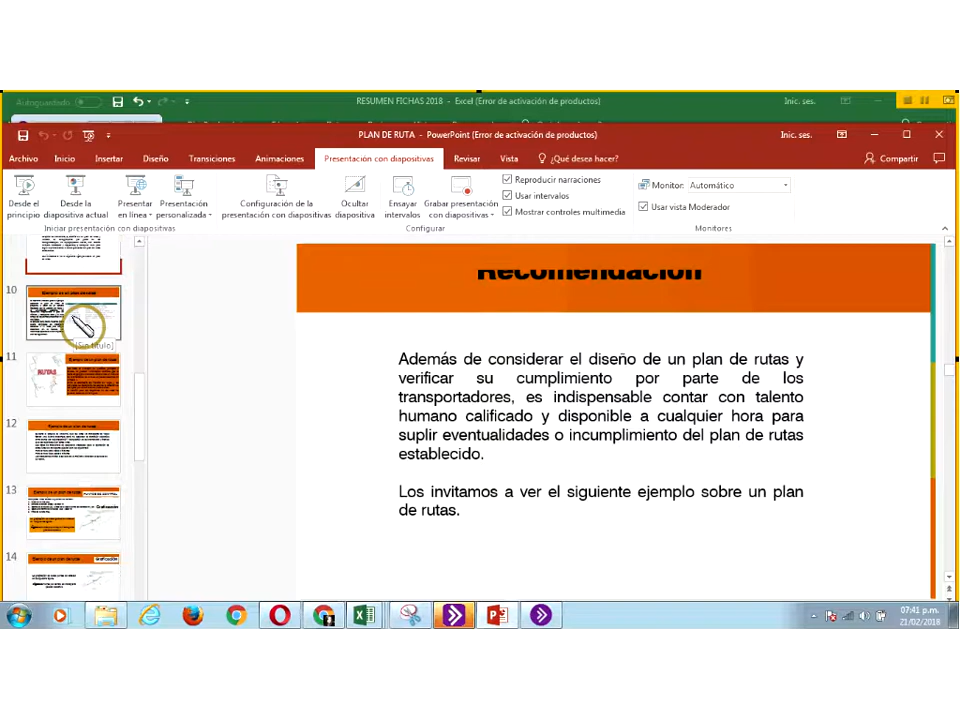 Autoguardado
RESUMEN FICHAS 2018 - Excel (Error de activación de productos)
Inic. ses.
PLAN DE RUTA - PowerPoint (Error de activación de productos)
Inic. ses.
Archivo Inicio Insertar Diseño Transiciones Animaciones Presentación con diapositivas Revisar Vista ¿Qué desea hacer? Compartir
Desde el principio
Desde la diapositiva actual
Presentar en línea
Presentación personalizada
Iniciar presentación con diapositivas
Configuración de la presentación con diapositivas
Ocultar diapositiva
Ensayar intervalos
Grabar presentación con diapositivas
Reproducir narraciones
Usar intervalos
Mostrar controles multimedia
Configurar
Monitor: Automático
Usar vista Moderador
Monitores
10
[Sin título]
11
RUTAS
12
13
14
Recomendación
Además de considerar el diseño de un plan de rutas y
verificar su cumplimiento por parte de los
transportadores, es indispensable contar con talento
humano calificado y disponible a cualquier hora para
suplir eventualidades o incumplimiento del plan de rutas
establecido.
Los invitamos a ver el siguiente ejemplo sobre un plan
de rutas.
07:41 p.m.
21/02/2018